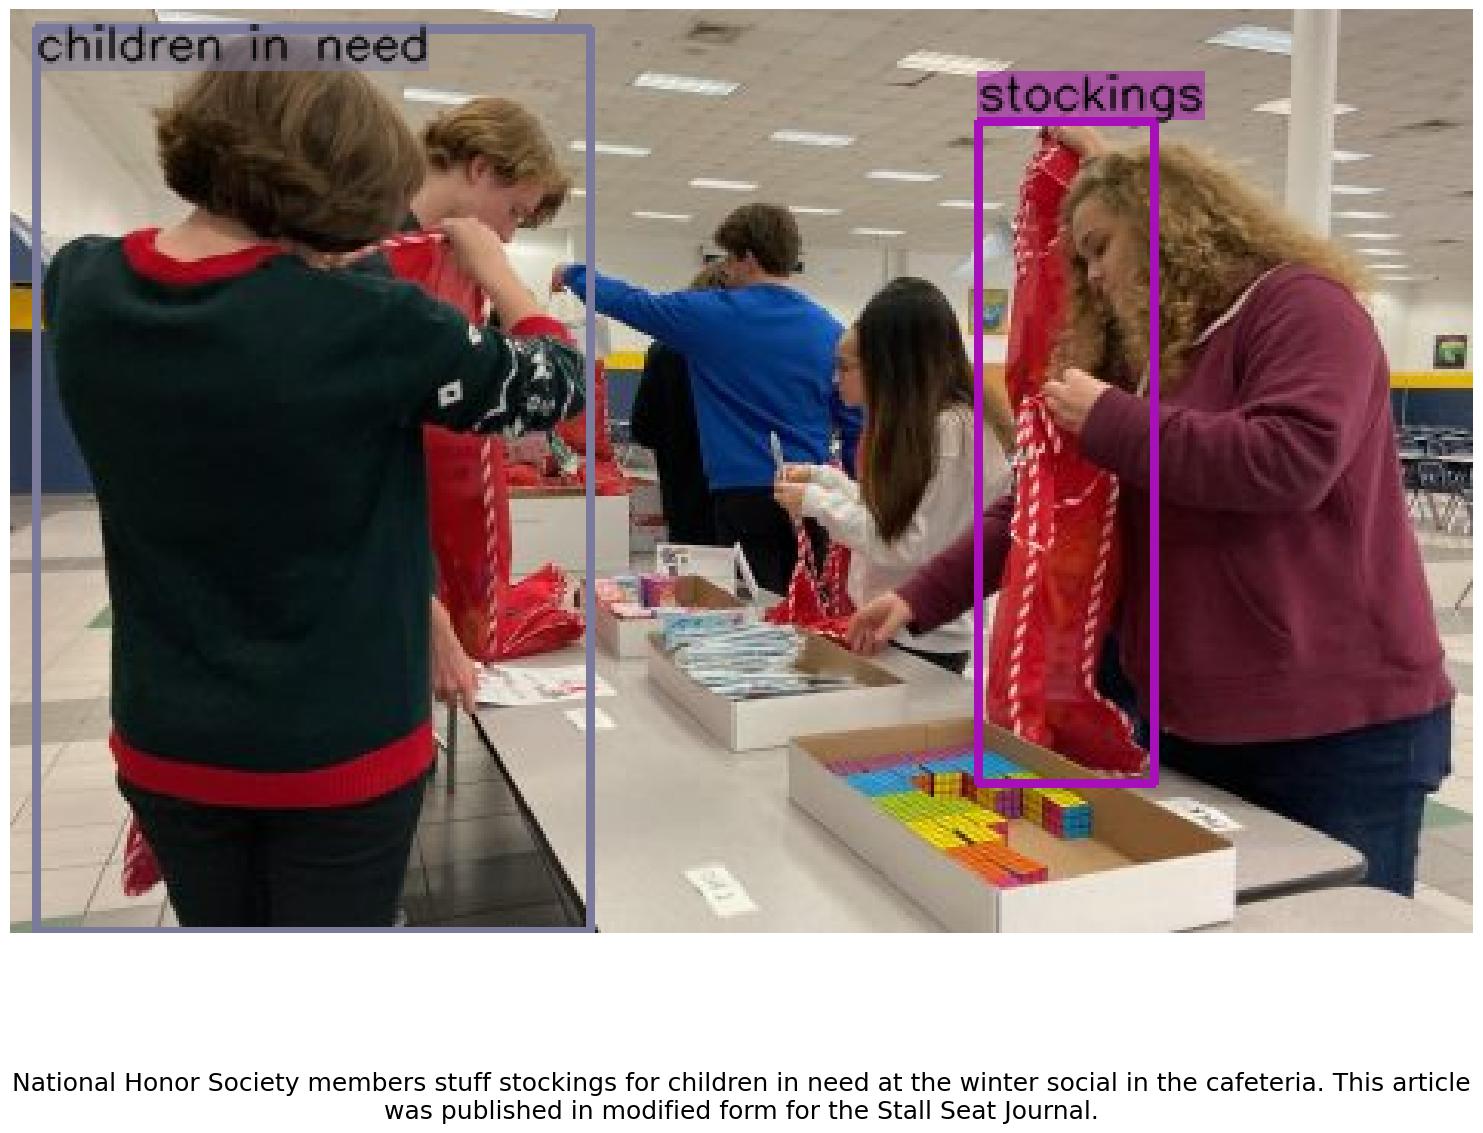 children in need
stockings
National Honor Society members stuff stockings for children in need at the winter social in the cafeteria. This article
was published in modified form for the Stall Seat Journal.